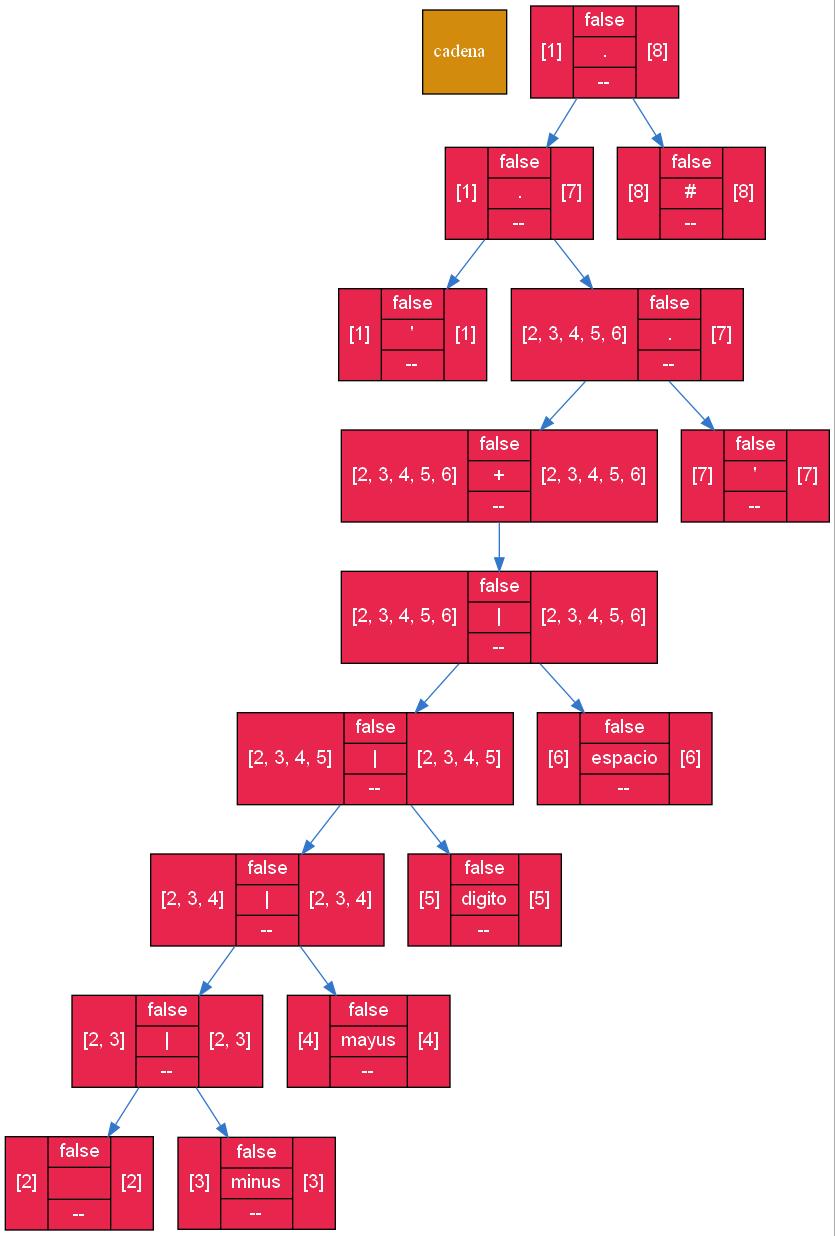 cadena
false
[1] . [8]
--
false
[1] . [7]
--
false
[8] # [8]
--
false
[1] ' [1]
--
false
[2, 3, 4, 5, 6] . [7]
--
false
[2, 3, 4, 5, 6] + [2, 3, 4, 5, 6]
--
false
[7] ' [7]
--
false
[2, 3, 4, 5, 6] | [2, 3, 4, 5, 6]
--
false
[2, 3, 4, 5] | [2, 3, 4, 5]
--
false
[6] espacio [6]
--
false
[2, 3, 4] | [2, 3, 4]
--
false
[5] digito [5]
--
false
[2, 3] | [2, 3]
--
false
[4] mayus [4]
--
false
[2] [2]
--
false
[3] minus [3]
--